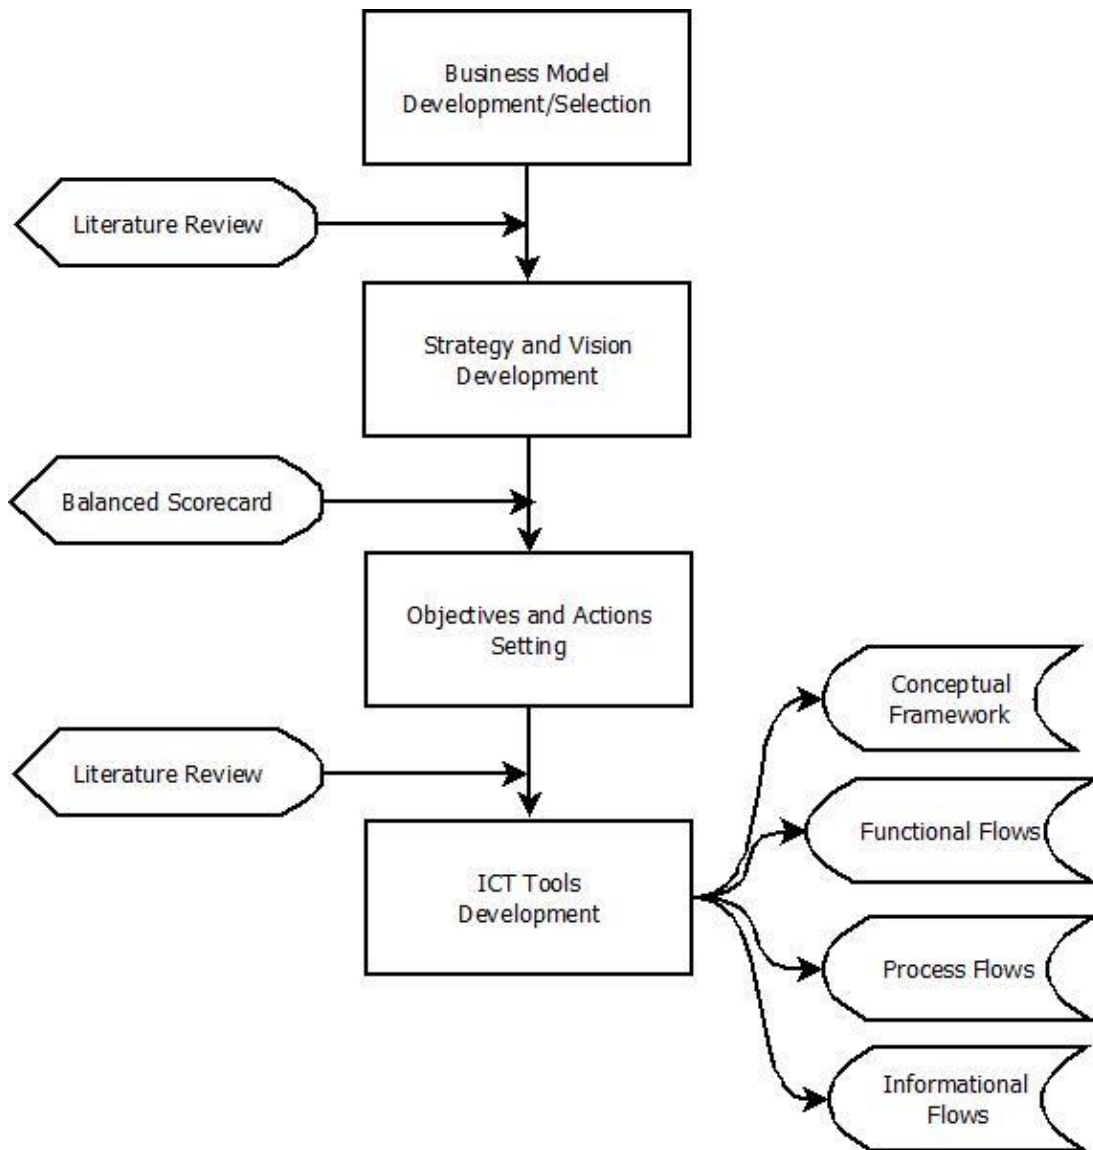 Business Model
Development/Selection
Literature Review
Strategy and Vision
Development
Balanced Scorecard
Objectives and Actions
Setting
Literature Review
ICT Tools
Development
Conceptual
Framework
Functional Flows
Process Flows
Informational
Flows